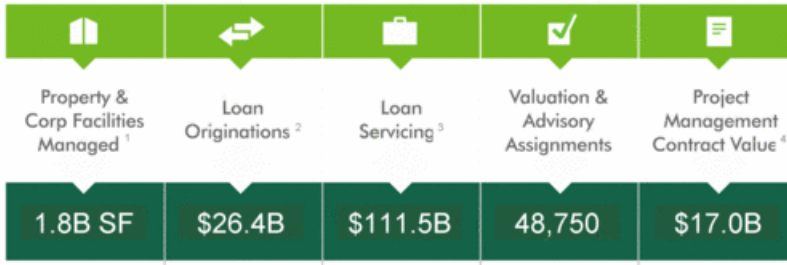 Property &
Corp Facilities
Managed 1
Loan
Originations 2
Loan
Servicing 3
Valuation &
Advisory
Assignments
Project
Management
Contract Value 4
1.8B SF
$26.4B
$111.5B
48,750
$17.0B